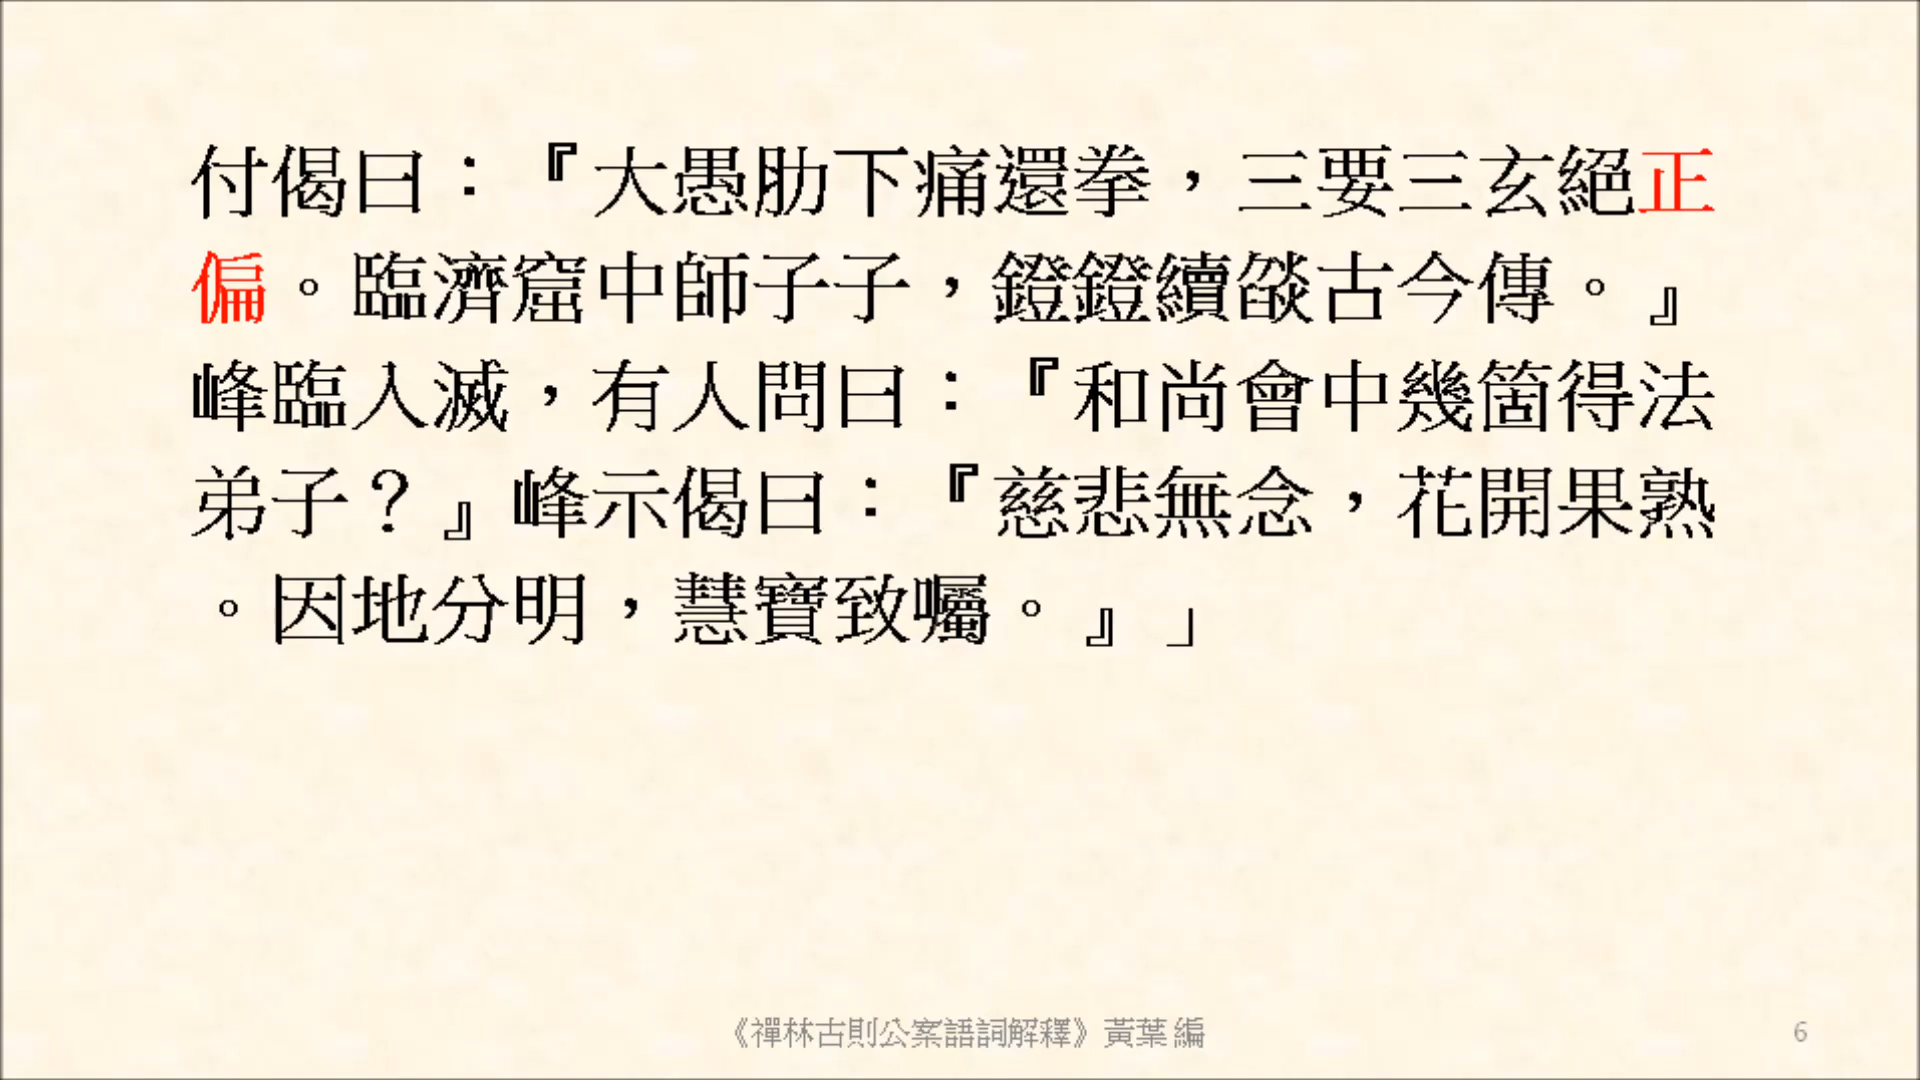 付偈曰：『大愚肋下痛還拳，三要三玄絕正
偏。臨濟窟中師子子，鐙鐙續燄古今傳。』
峰臨入滅，有人問曰：『和尚會中幾箇得法
弟子？』峰示偈曰：『慈悲無念，花開果熟
。因地分明，慧寶致囑。』」
《禪林古則公案語詞解釋》黃葉 編
6